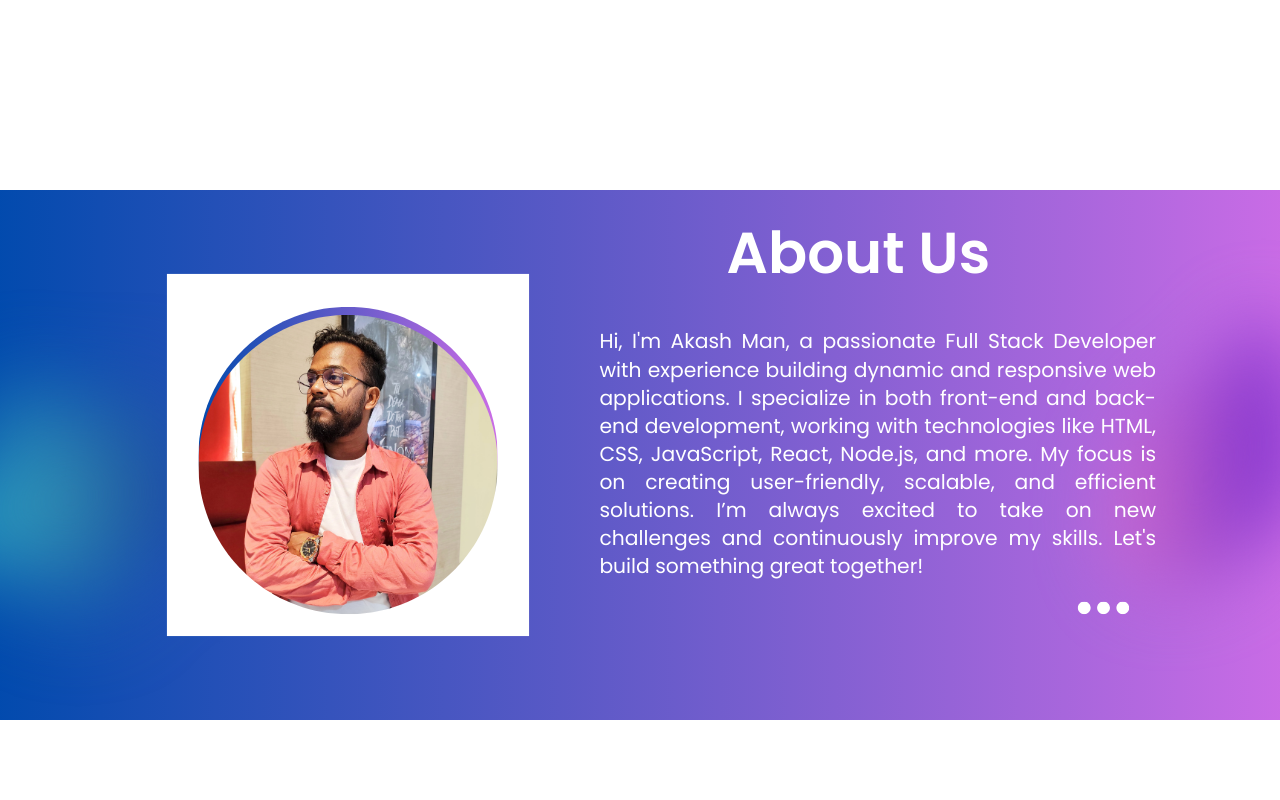 About Us
Hi, I'm Akash Man, a passionate Full Stack Developer
with experience building dynamic and responsive web
applications. I specialize in both front-end and back-
end development, working with technologies like HTML,
CSS, JavaScript, React, Node.js, and more. My focus is
on creating user-friendly, scalable, and efficient
solutions. I’m always excited to take on new
challenges and continuously improve my skills. Let's
build something great together!